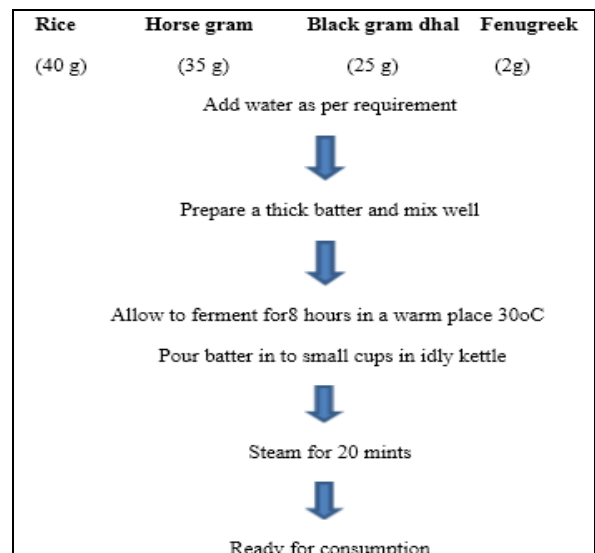 Rice Horse gram Black gram dhal Fenugreek
(40 g) (35 g) (25 g) (2g)
Add water as per requirement
Prepare a thick batter and mix well
Allow to ferment for8 hours in a warm place 30oC
Pour batter in to small cups in idly kettle
Steam for 20 mints
Ready for consumption